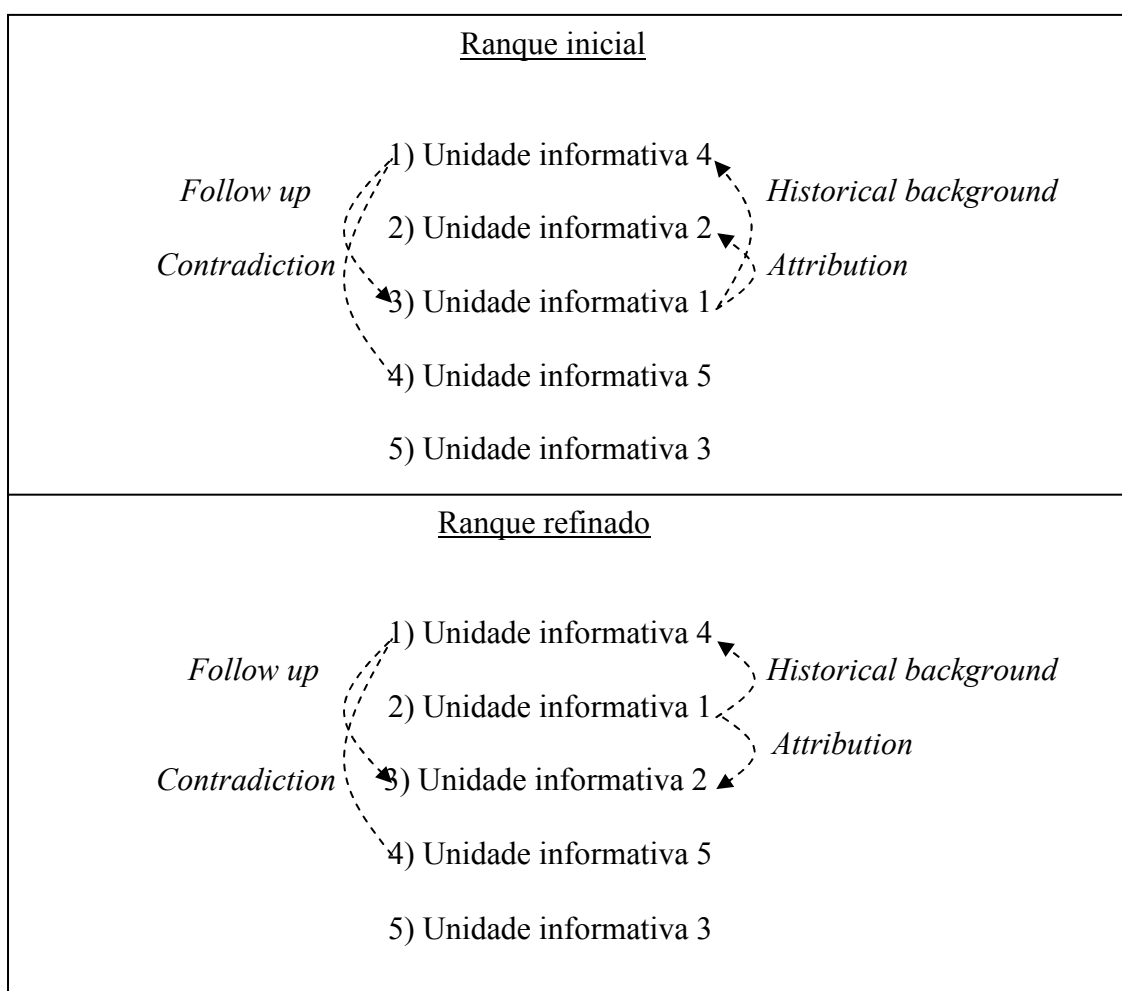 Ranque inicial
1) Unidade informativa 4
Follow up
Historical background
2) Unidade informativa 2
Contradiction
Attribution
3) Unidade informativa 1
4) Unidade informativa 5
5) Unidade informativa 3
Ranque refinado
1) Unidade informativa 4
Follow up
Historical background
2) Unidade informativa 1
Attribution
Contradiction
3) Unidade informativa 2
4) Unidade informativa 5
5) Unidade informativa 3